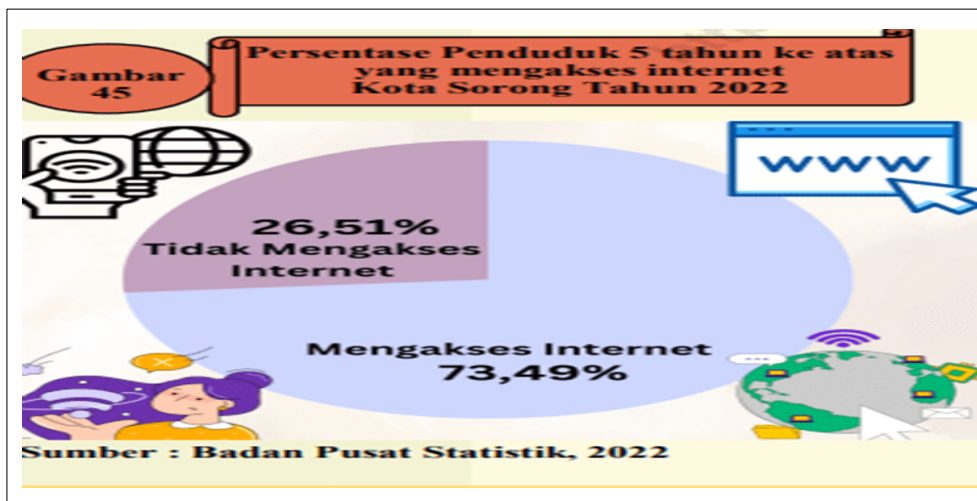 Gambar
45
Persentase Penduduk 5 tahun ke atas
yang mengakses internet
Kota Sorong Tahun 2022
WWW
26,51%
Tidak Mengakses
Internet
Mengakses Internet
73,49%
Sumber : Badan Pusat Statistik, 2022